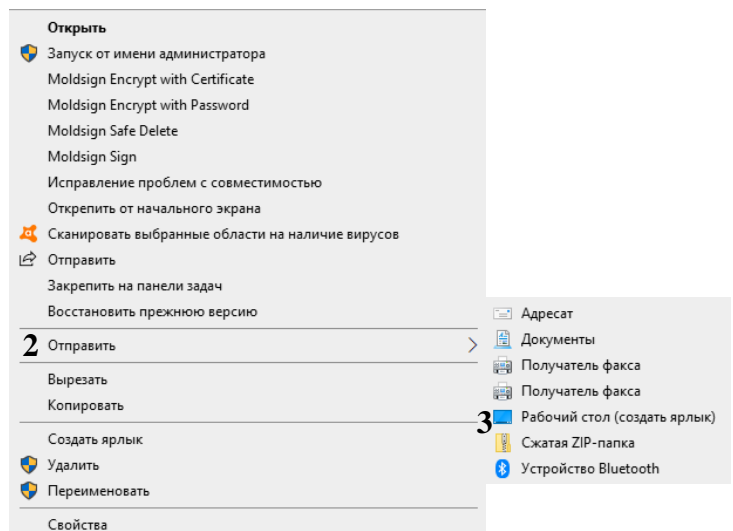 Открыть
Запуск от имени администратора
Moldsign Encrypt with Certificate
Moldsign Encrypt with Password
Moldsign Safe Delete
Moldsign Sign
Исправление проблем с совместимостью
Открепить от начального экрана
Сканировать выбранные области на наличие вирусов
Отправить
Закрепить на панели задач
Восстановить прежнюю версию
2 Отправить
Вырезать
Копировать
Создать ярлык
Удалить
Переименовать
Свойства
Адресат
Документы
Получатель факса
Получатель факса
3 Рабочий стол (создать ярлык)
Сжатая ZIP-папка
Устройство Bluetooth